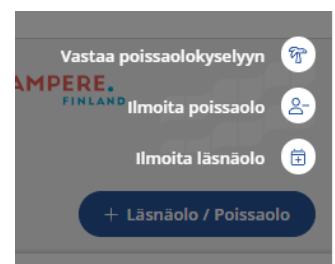 Vastaa poissaolokyselyyn
AMPERE.
FINLAND
Ilmoita poissaolo
Ilmoita läsnäolo
+ Läsnäolo / Poissaolo